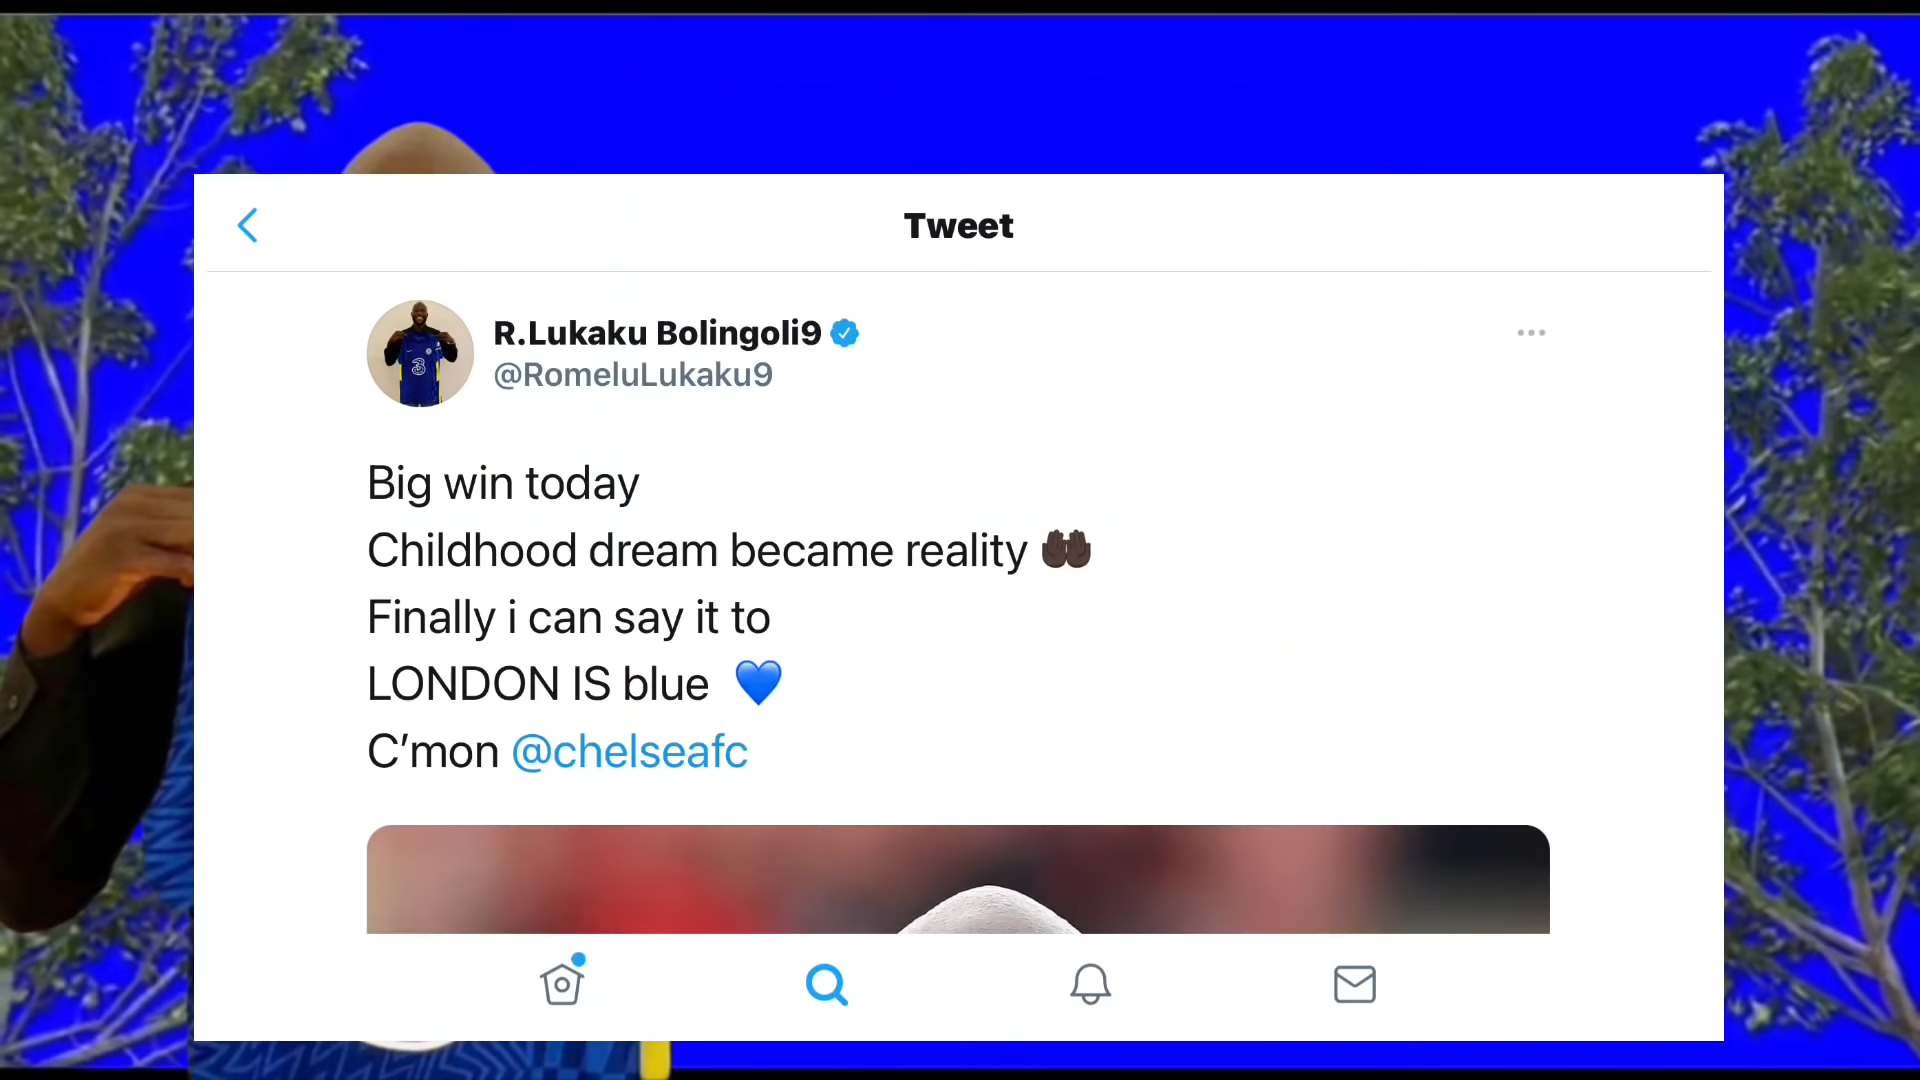 Tweet
R.Lukaku Bolingoli9
@RomeluLukaku9
3
Big win today
Childhood dream became reality 🤲🏿
Finally i can say it to
LONDON IS blue 💙
C’mon @chelseafc